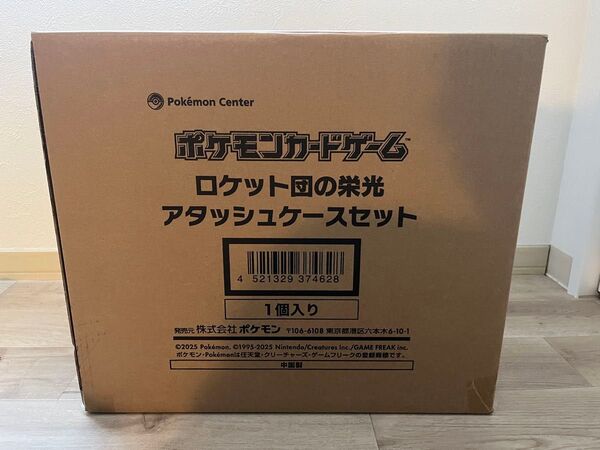 Pokémon Center
ポケモンカードゲーム™
ロケット団の栄光
アタッシュケースセット
4 521329 374628
1個入り
発売元 株式会社 ポケモン 〒106-6108 東京都港区六本木6-10-1
©2025 Pokémon. ©1995-2025 Nintendo/Creatures Inc./GAME FREAK inc.
ポケモン・Pokémonは任天堂・クリーチャーズ・ゲームフリークの登録商標です。
中国製